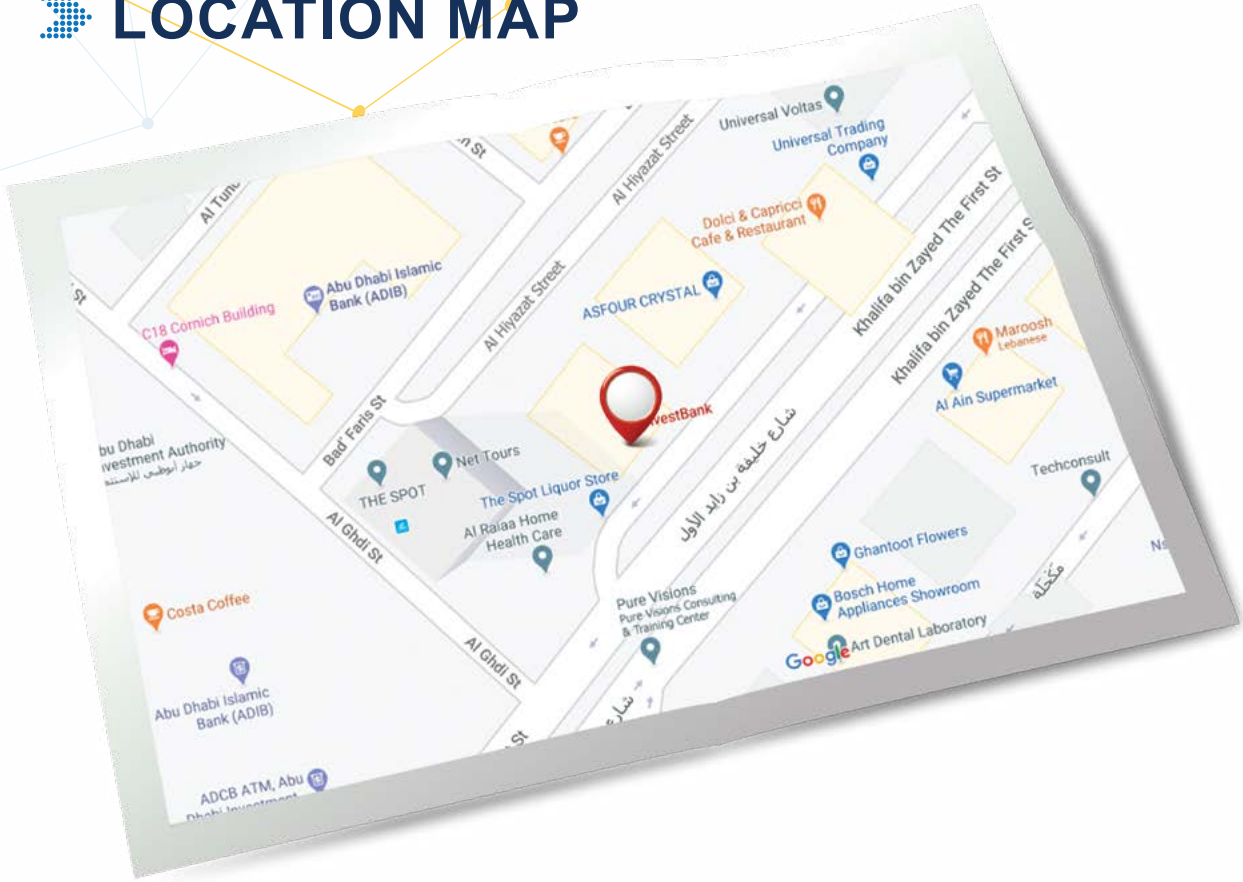 LOCATION MAP
Universal Voltas
Universal Trading
Company
Al Hiyazat Street
Dolci & Capricci
Cafe & Restaurant
Khalifa bin Zayed The First St
Abu Dhabi Islamic
Bank (ADIB)
ASFOUR CRYSTAL
Al Hiyazat Street
Khalifa bin Zayed The First
C18 Cornich Building
Maroosh
Lebanese
Al Ain Supermarket
Bad' Faris St
شارع خليفة بن زايد الأول
Net Tours
THE SPOT
The Spot Liquor Store
Techconsult
Al Raiaa Home
Health Care
Al Ghdi St
Ghantoot Flowers
Bosch Home
Appliances Showroom
مكحلة
Costa Coffee
Pure Visions
Pure Visions Consulting
& Training Center
Art Dental Laboratory
Google
Al Ghdi St
Abu Dhabi Islamic
Bank (ADIB)
St
ADCB ATM, Abu